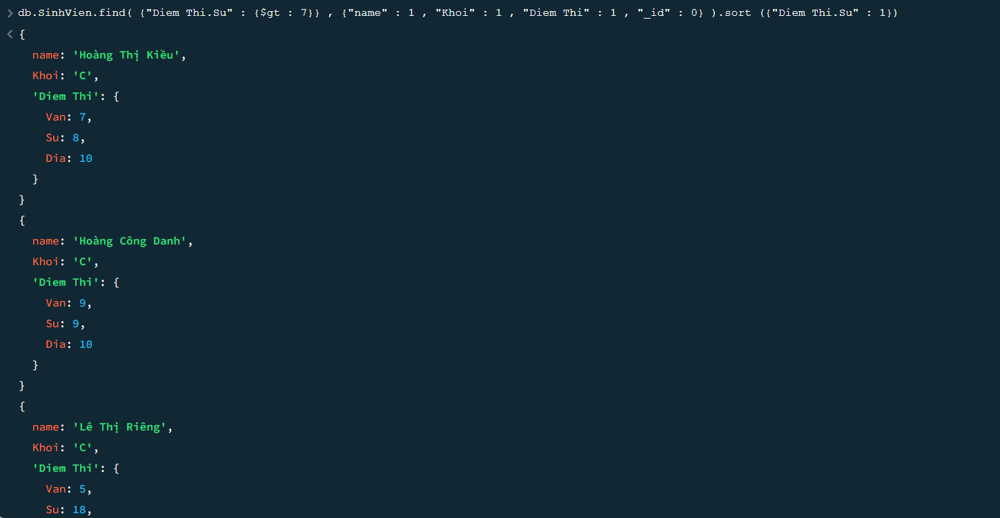 db.SinhVien.find( {"Diem Thi.Su" : {$gt : 7}} , {"name" : 1 , "Khoi" : 1 , "Diem Thi" : 1 , "_id" : 0} ).sort ({"Diem Thi.Su" : 1})
{
name: 'Hoàng Thị Kiều',
Khoi: 'C',
'Diem Thi': {
Van: 7,
Su: 8,
Dia: 10
}
}
{
name: 'Hoàng Công Danh',
Khoi: 'C',
'Diem Thi': {
Van: 9,
Su: 9,
Dia: 10
}
}
{
name: 'Lê Thị Riêng',
Khoi: 'C',
'Diem Thi': {
Van: 5,
Su: 18,